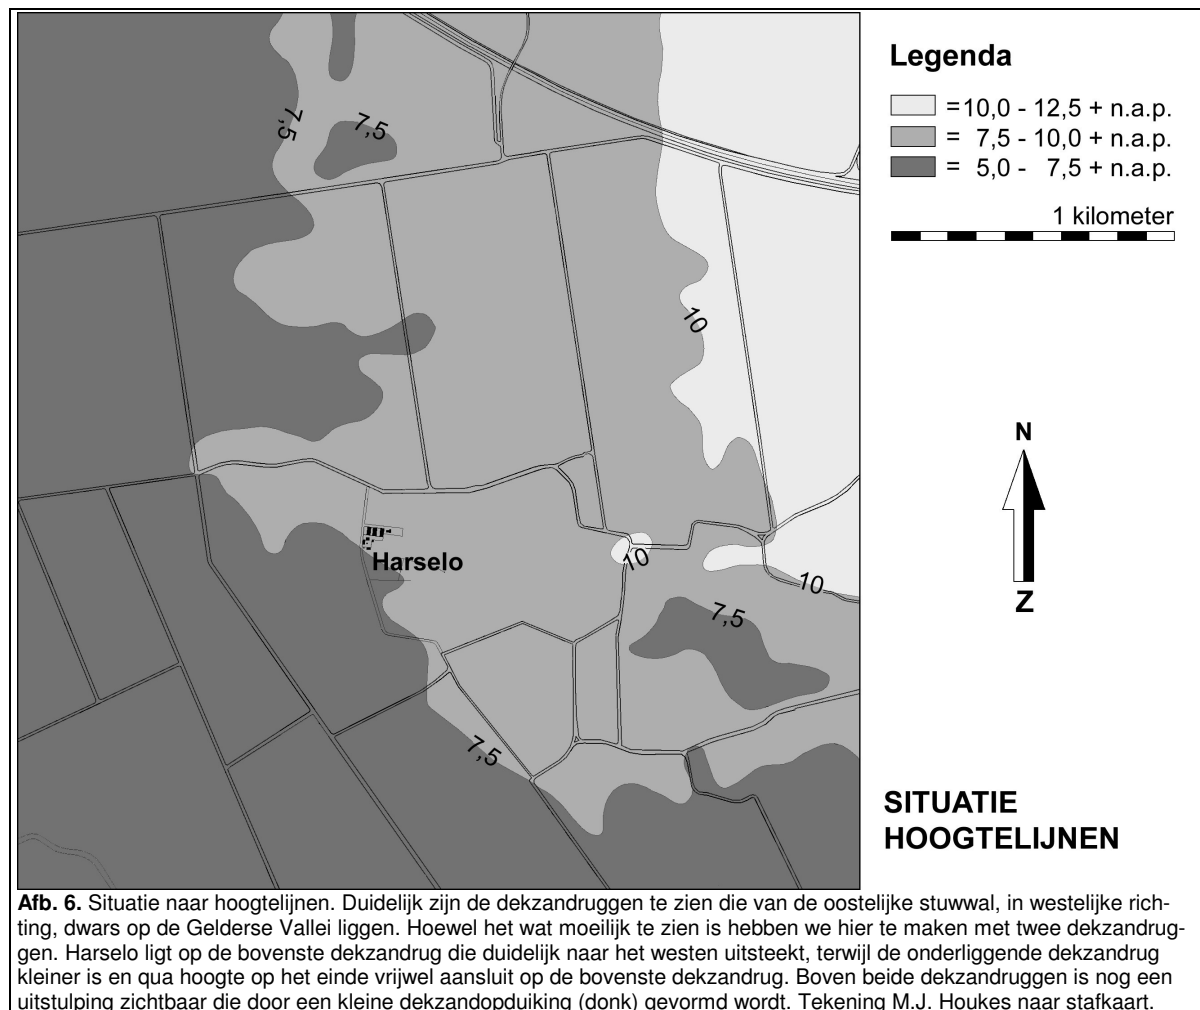 7,5
7,5
10
Harselo
10
10
7,5
7,5
Legenda
=10,0 - 12,5 + n.a.p.
= 7,5 - 10,0 + n.a.p.
= 5,0 - 7,5 + n.a.p.
1 kilometer
N
Z
SITUATIE
HOOGTELIJNEN
Afb. 6. Situatie naar hoogtelijnen. Duidelijk zijn de dekzandruggen te zien die van de oostelijke stuwwal, in westelijke rich-
ting, dwars op de Gelderse Vallei liggen. Hoewel het wat moeilijk te zien is hebben we hier te maken met twee dekzandrug-
gen. Harselo ligt op de bovenste dekzandrug die duidelijk naar het westen uitsteekt, terwijl de onderliggende dekzandrug
kleiner is en qua hoogte op het einde vrijwel aansluit op de bovenste dekzandrug. Boven beide dekzandruggen is nog een
uitstulping zichtbaar die door een kleine dekzandopduiking (donk) gevormd wordt. Tekening M.J. Houkes naar stafkaart.